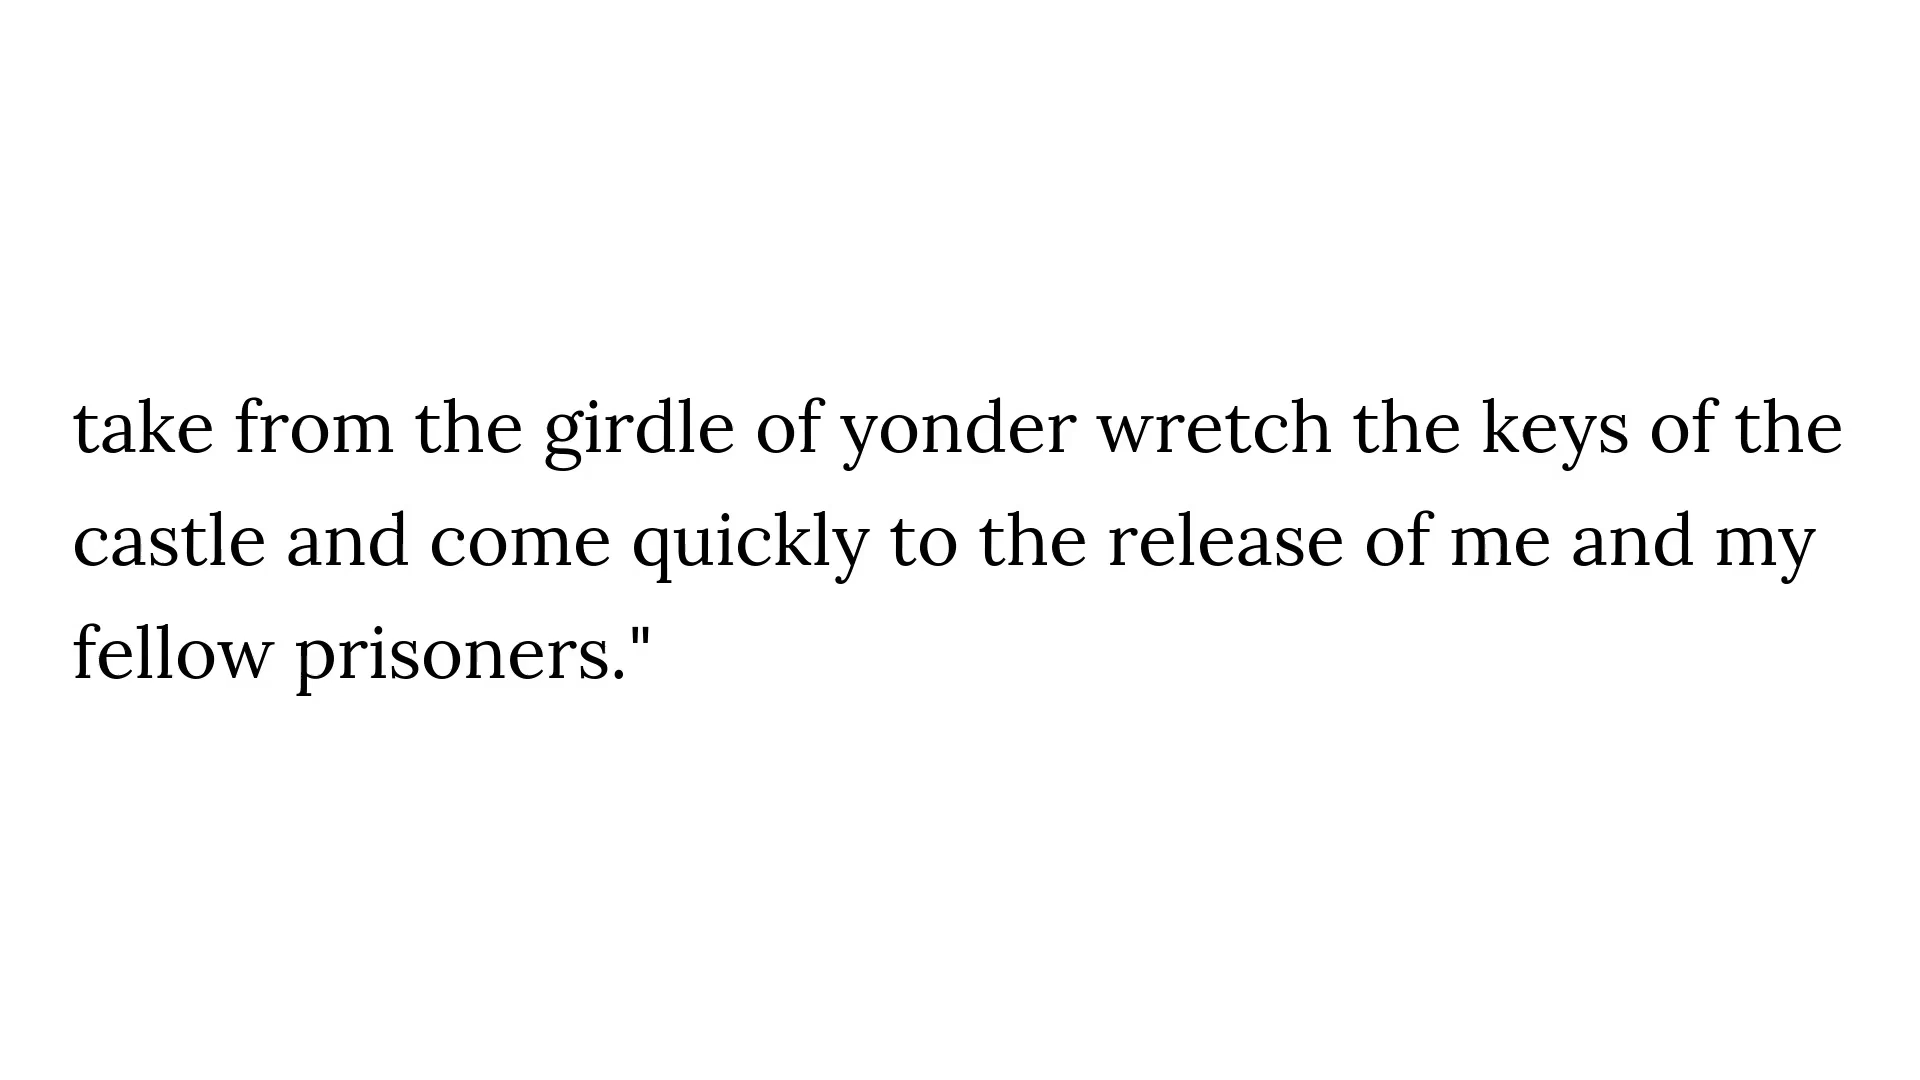 take from the girdle of yonder wretch the keys of the
castle and come quickly to the release of me and my
fellow prisoners."